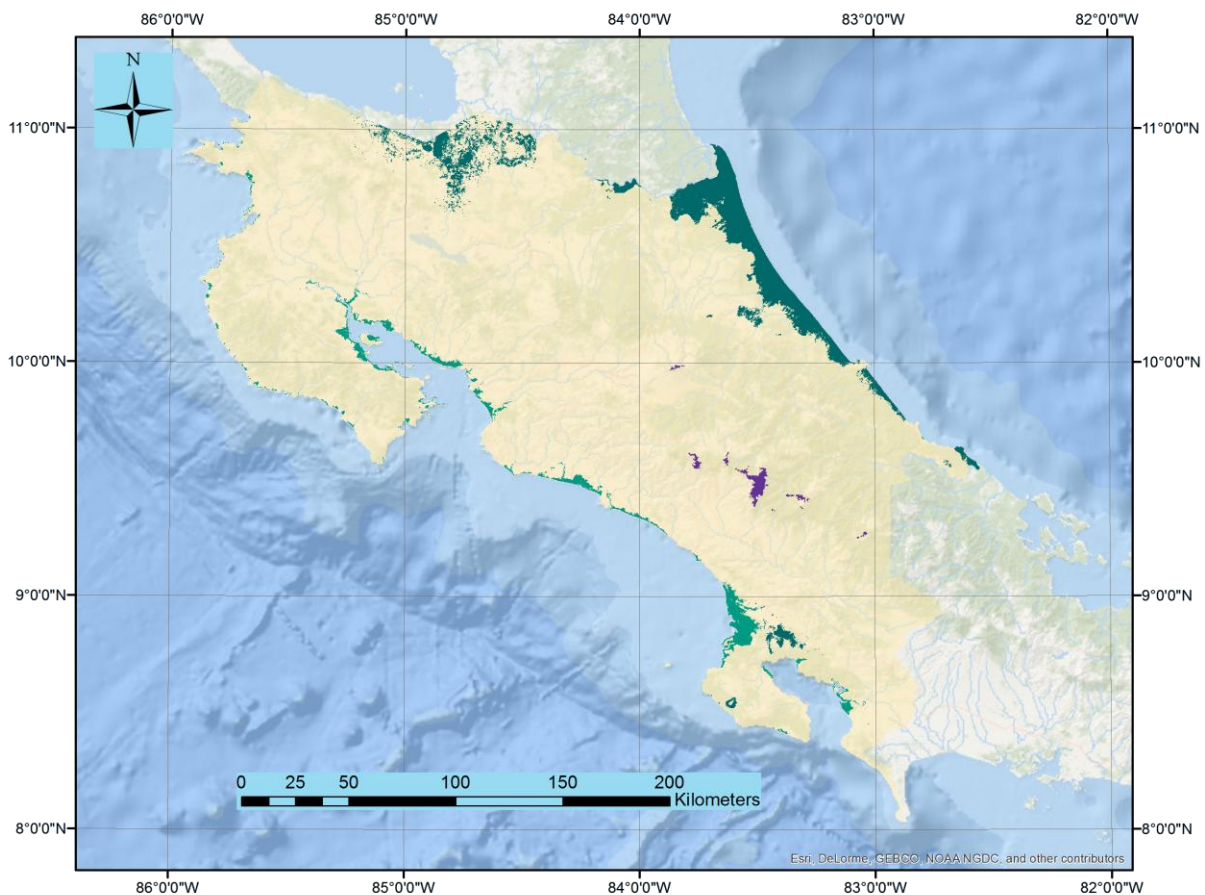 86°0'0"W 85°0'0"W 84°0'0"W 83°0'0"W 82°0'0"W
N
11°0'0"N 11°0'0"N
10°0'0"N 10°0'0"N
9°0'0"N 9°0'0"N
0 25 50 100 150 200
Kilometers
8°0'0"N 8°0'0"N
Esri, DeLorme, GEBCO, NOAA NGDC, and other contributors
86°0'0"W 85°0'0"W 84°0'0"W 83°0'0"W 82°0'0"W